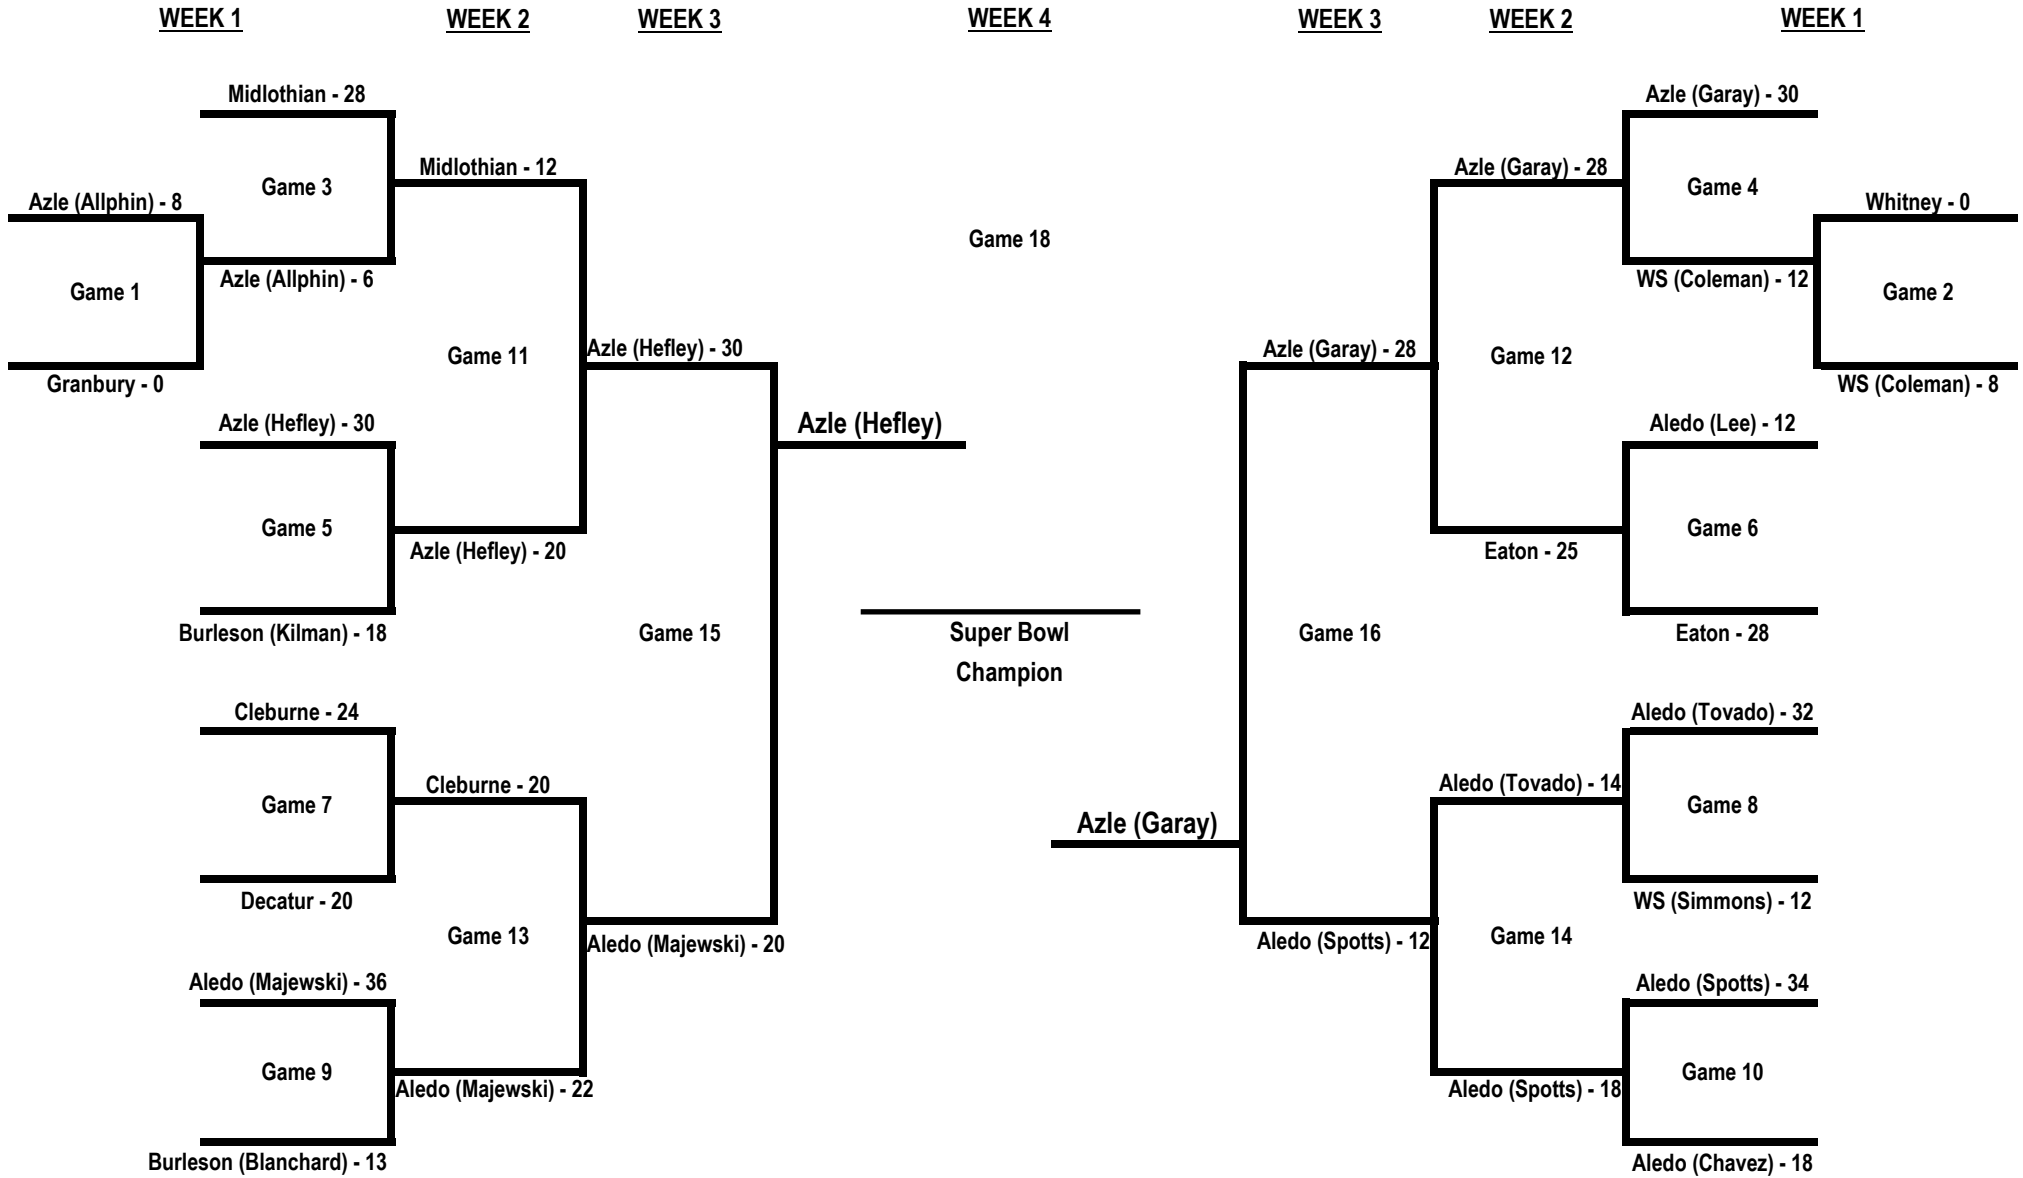 WEEK 1
WEEK 2
WEEK 3
WEEK 4
WEEK 3
WEEK 2
WEEK 1
Midlothian - 28
Azle (Garay) - 30
Midlothian - 12
Azle (Garay) - 28
Game 3
Game 4
Azle (Allphin) - 8
Whitney - 0
Game 18
Azle (Allphin) - 6
WS (Coleman) - 12
Game 1
Game 2
Azle (Hefley) - 30
Azle (Garay) - 28
Game 11
Game 12
Granbury - 0
WS (Coleman) - 8
Azle (Hefley) - 30
Azle (Hefley)
Aledo (Lee) - 12
Game 5
Game 6
Azle (Hefley) - 20
Eaton - 25
Burleson (Kilman) - 18
Game 15
Super Bowl
Champion
Game 16
Eaton - 28
Cleburne - 24
Aledo (Tovado) - 32
Cleburne - 20
Aledo (Tovado) - 14
Game 7
Game 8
Azle (Garay)
Decatur - 20
WS (Simmons) - 12
Game 13
Game 14
Aledo (Majewski) - 20
Aledo (Spotts) - 12
Aledo (Majewski) - 36
Aledo (Spotts) - 34
Game 9
Game 10
Aledo (Majewski) - 22
Aledo (Spotts) - 18
Burleson (Blanchard) - 13
Aledo (Chavez) - 18